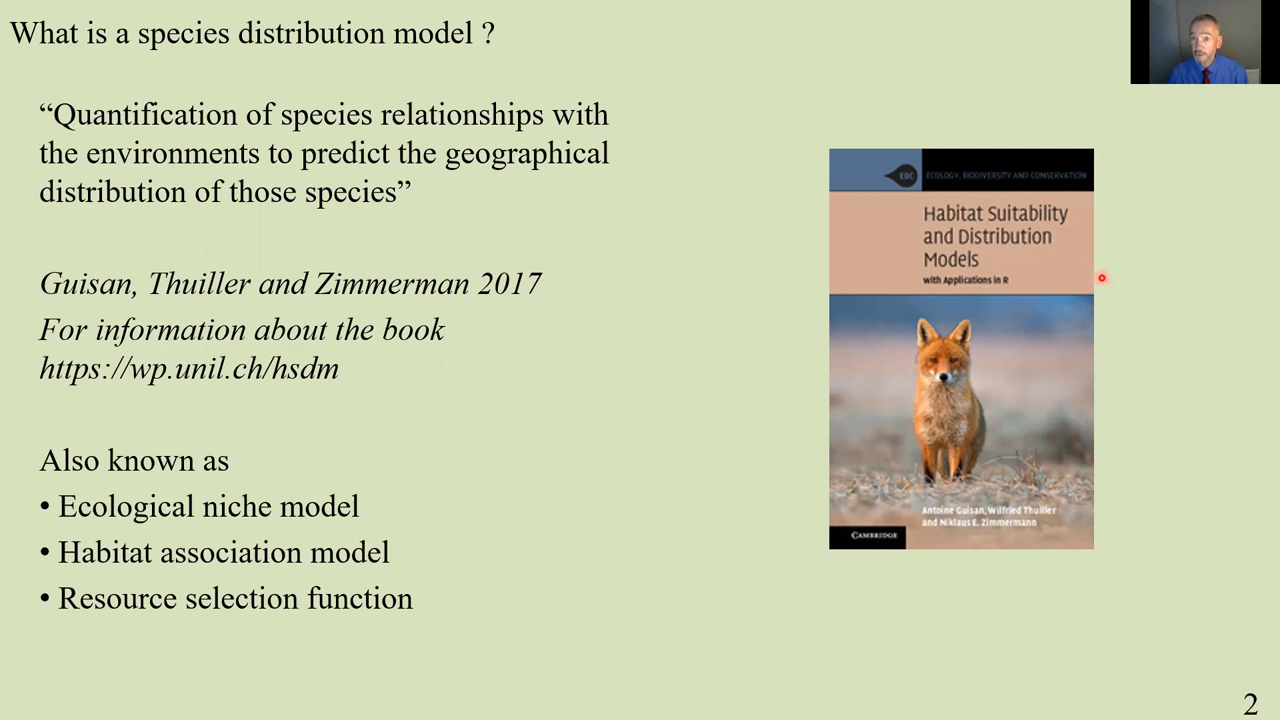 What is a species distribution model ?
“Quantification of species relationships with
the environments to predict the geographical
distribution of those species”
Guisan, Thuiller and Zimmerman 2017
For information about the book
https://wp.unil.ch/hsdm
Also known as
• Ecological niche model
• Habitat association model
• Resource selection function
EBC ECOLOGY, BIODIVERSITY AND CONSERVATION
Habitat Suitability
and Distribution
Models
with Applications in R
Antoine Guisan, Wilfried Thuiller
and Niklaus E. Zimmermann
CAMBRIDGE
2